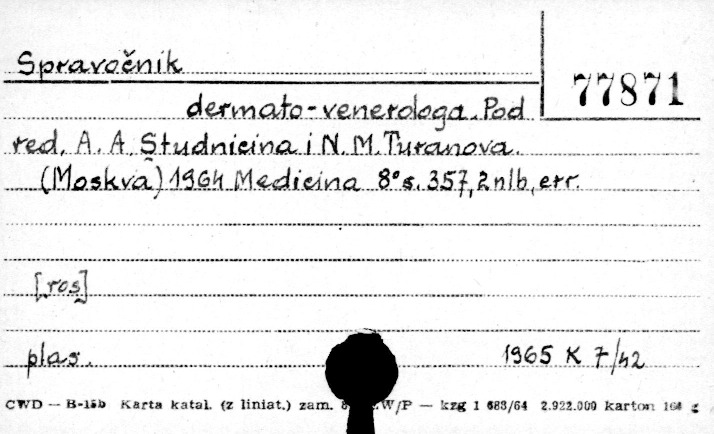 Spravočnik
77871
dermato-venerologa. Pod
red. A. A. Studnicina i N. M. Turanova.
(Moskva) 1964 Medicina 8° s. 357, 2 nlb, err.
[ros]
plas. 1965 K 7/42
CWD — B-15b Karta katal. (z liniat.) zam. W/P — kzg 1 683/64 2.922.000 karton 164 g